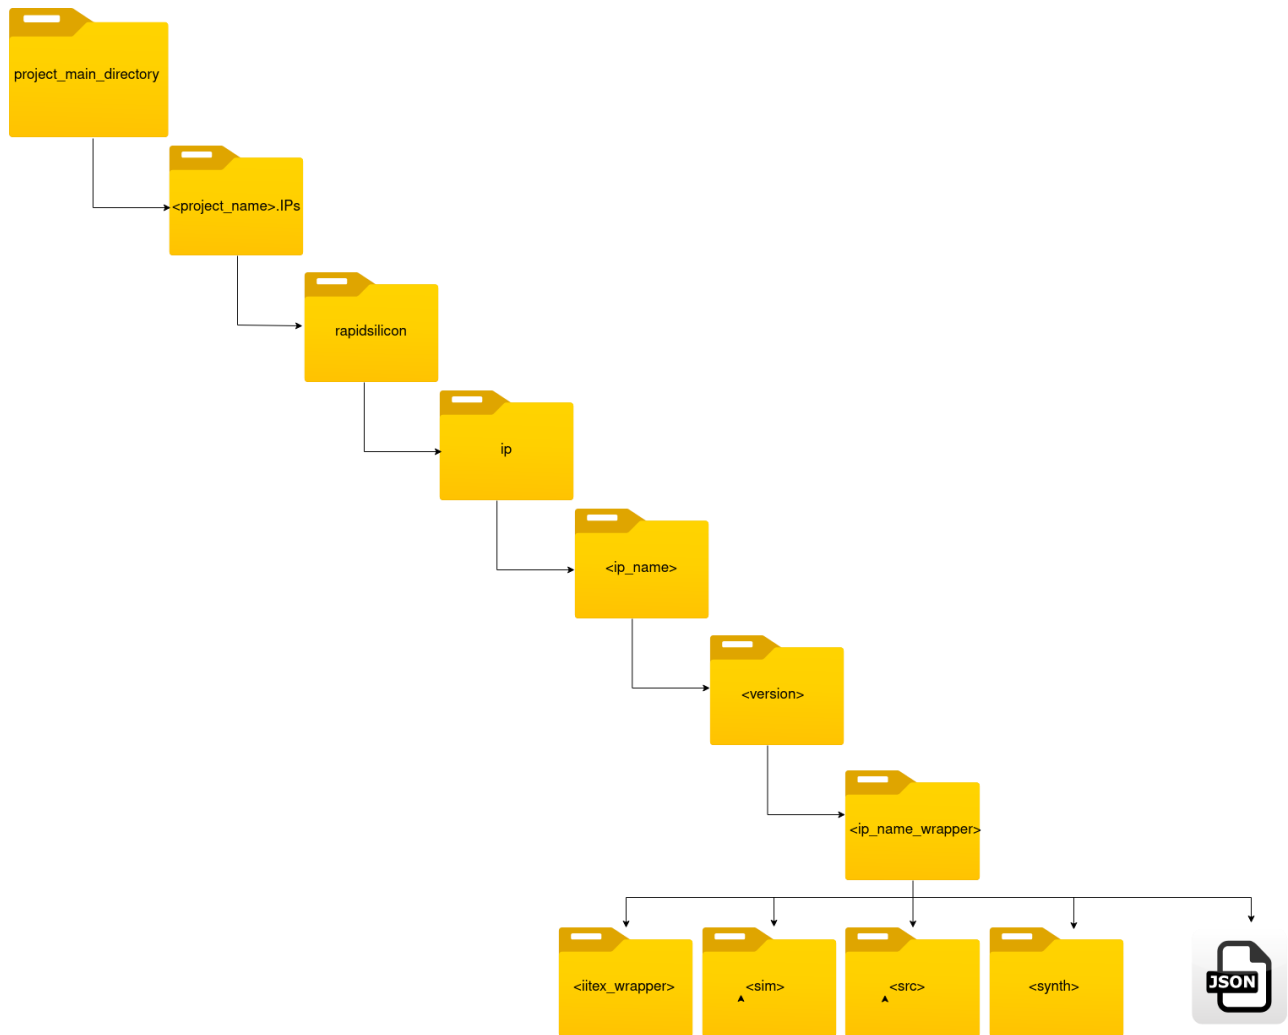 project_main_directory
<project_name>.IPs
rapidsilicon
ip
<ip_name>
<version>
<ip_name_wrapper>
<iitex_wrapper>
<sim>
<src>
<synth>
JSON